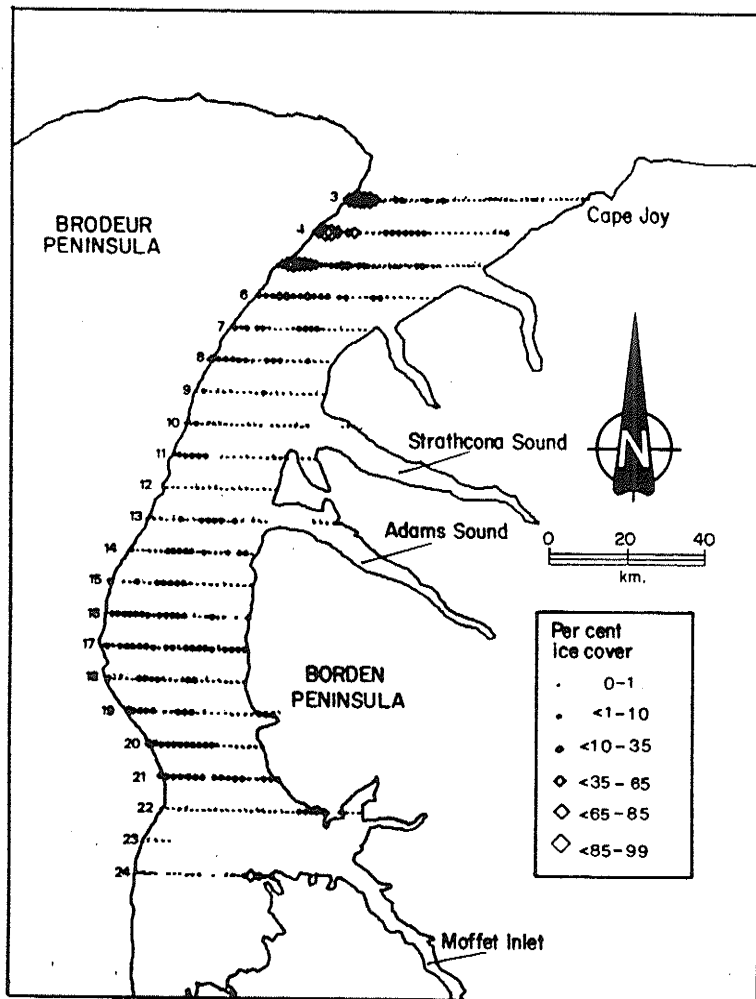 3
Cape Joy
BRODEUR
PENINSULA
4
6
7
8
9
10
Strathcona Sound
N
11
12
13
Adams Sound
0 20 40
km.
14
15
16
17
18
19
20
21
22
23
24
BORDEN
PENINSULA
Per cent
ice cover
0-1
<1-10
<10-35
<35-65
<65-85
<85-99
Moffet Inlet